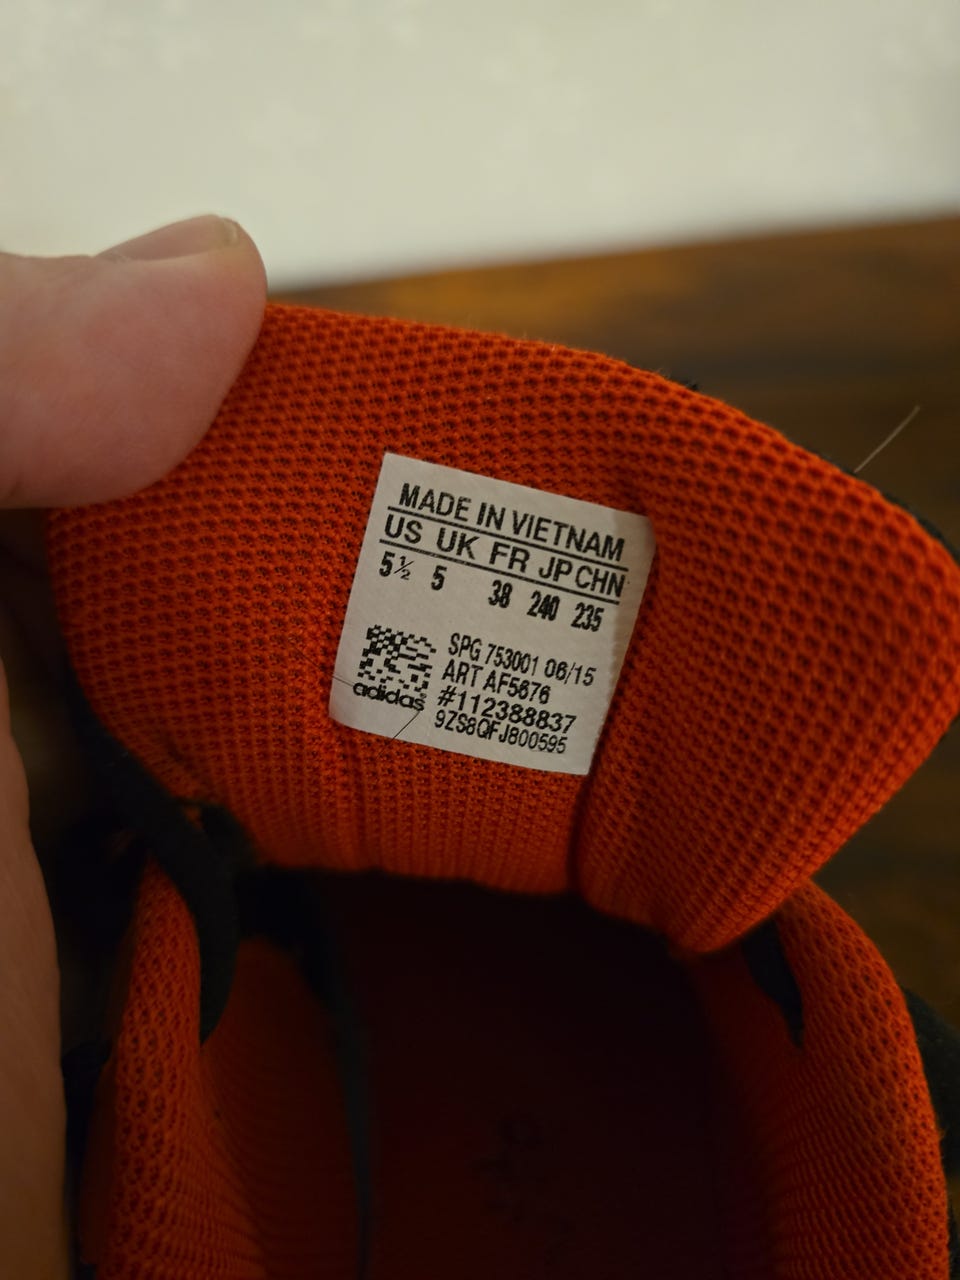 MADE IN VIETNAM
US UK FR JP CHN
5½ 5 38 240 235
SPG 753001 06/15
ART AF5676
#112388837
9ZS8QFJ800595
adidas